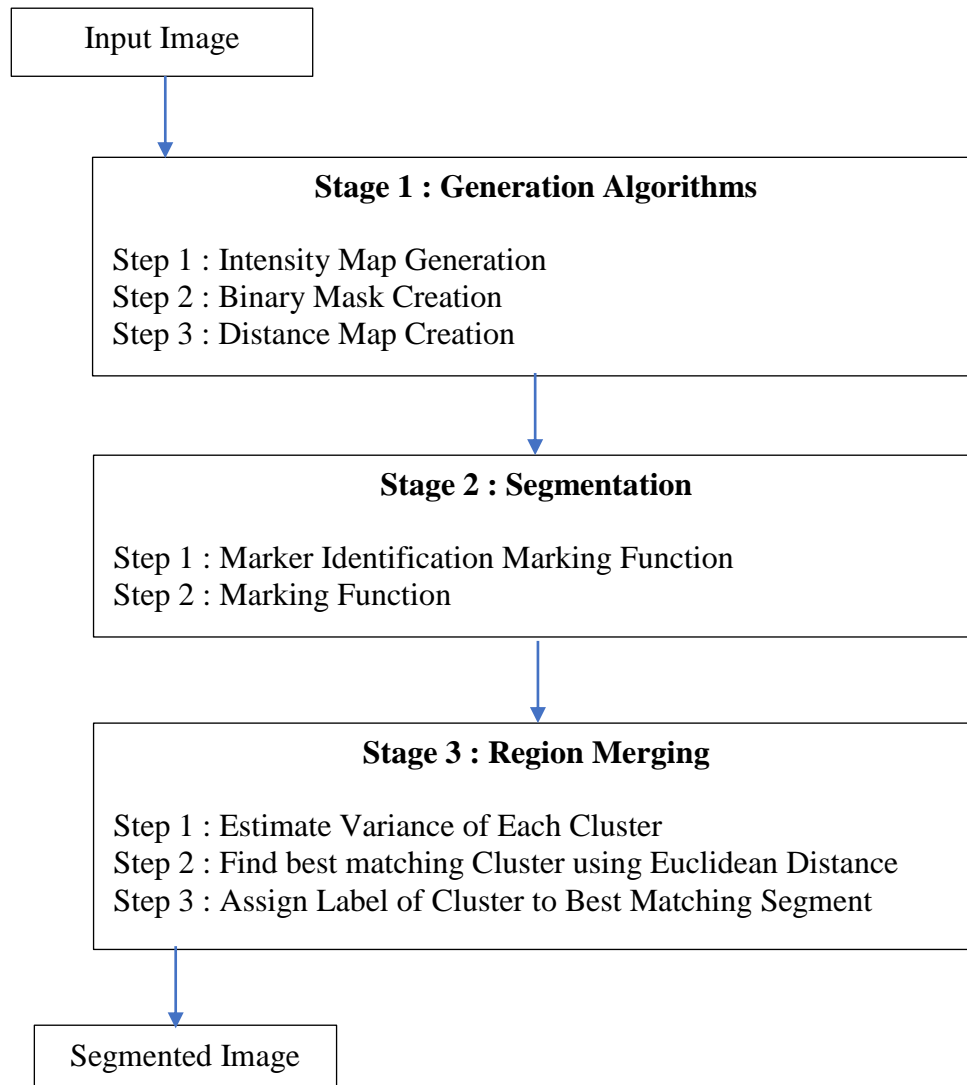 Input Image
Stage 1 : Generation Algorithms
Step 1 : Intensity Map Generation
Step 2 : Binary Mask Creation
Step 3 : Distance Map Creation
Stage 2 : Segmentation
Step 1 : Marker Identification Marking Function
Step 2 : Marking Function
Stage 3 : Region Merging
Step 1 : Estimate Variance of Each Cluster
Step 2 : Find best matching Cluster using Euclidean Distance
Step 3 : Assign Label of Cluster to Best Matching Segment
Segmented Image